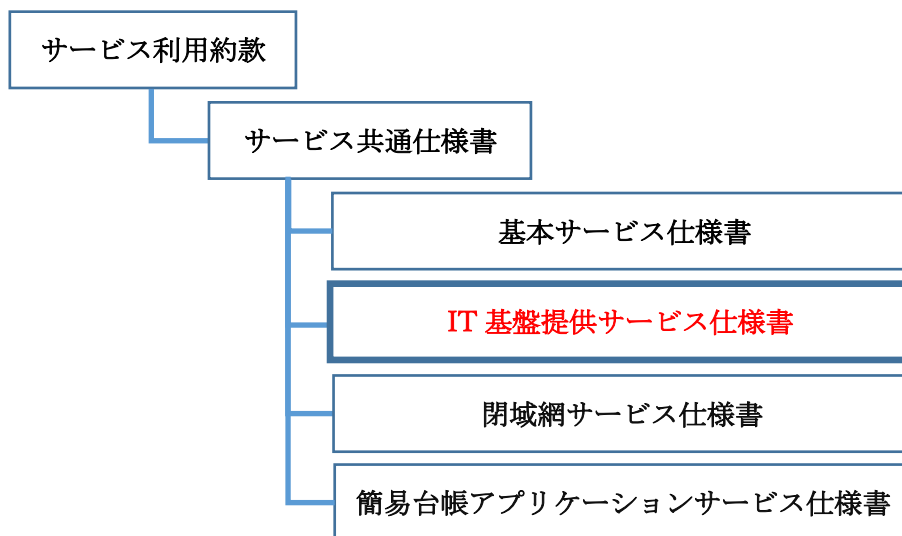 サービス利用約款
サービス共通仕様書
基本サービス仕様書
IT 基盤提供サービス仕様書
閉域網サービス仕様書
簡易台帳アプリケーションサービス仕様書